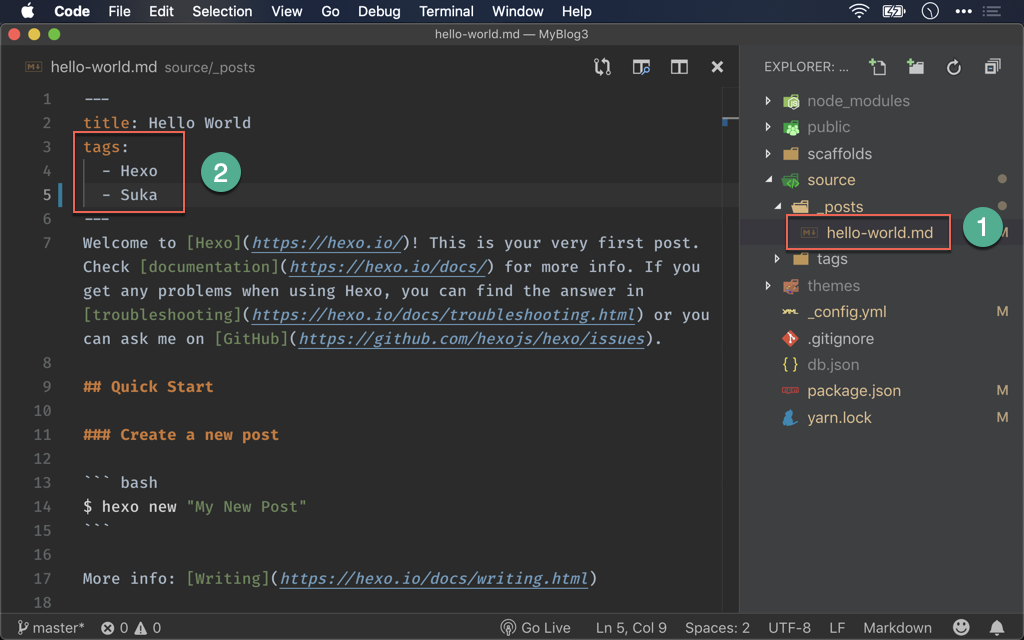 Code File Edit Selection View Go Debug Terminal Window Help
hello-world.md — MyBlog3
hello-world.md source/_posts
1 ---
2 title: Hello World
3 tags:
4 - Hexo
5 - Suka
6 ---
7 Welcome to [Hexo](https://hexo.io/)! This is your very first post.
Check [documentation](https://hexo.io/docs/) for more info. If you
get any problems when using Hexo, you can find the answer in
[troubleshooting](https://hexo.io/docs/troubleshooting.html) or you
can ask me on [GitHub](https://github.com/hexojs/hexo/issues).
8
9 ## Quick Start
10
11 ### Create a new post
12
13 ``` bash
14 $ hexo new "My New Post"
15 ```
16
17 More info: [Writing](https://hexo.io/docs/writing.html)
18
2
EXPLORER: ...
node_modules
public
scaffolds
source
_posts
hello-world.md M
1
tags
themes
_config.yml M
.gitignore
db.json
package.json M
yarn.lock M
master* 0 0 Go Live Ln 5, Col 9 Spaces: 2 UTF-8 LF Markdown